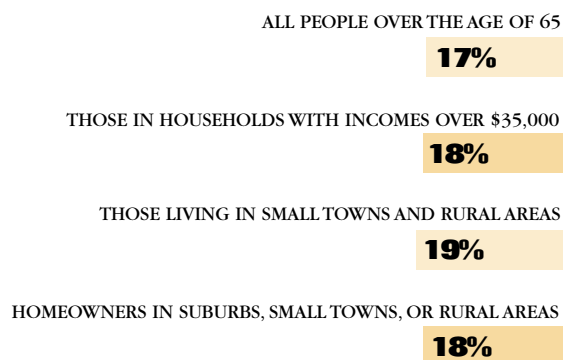 ALL PEOPLE OVER THE AGE OF 65
17%
THOSE IN HOUSEHOLDS WITH INCOMES OVER $35,000
18%
THOSE LIVING IN SMALL TOWNS AND RURAL AREAS
19%
HOMEOWNERS IN SUBURBS, SMALL TOWNS, OR RURAL AREAS
18%